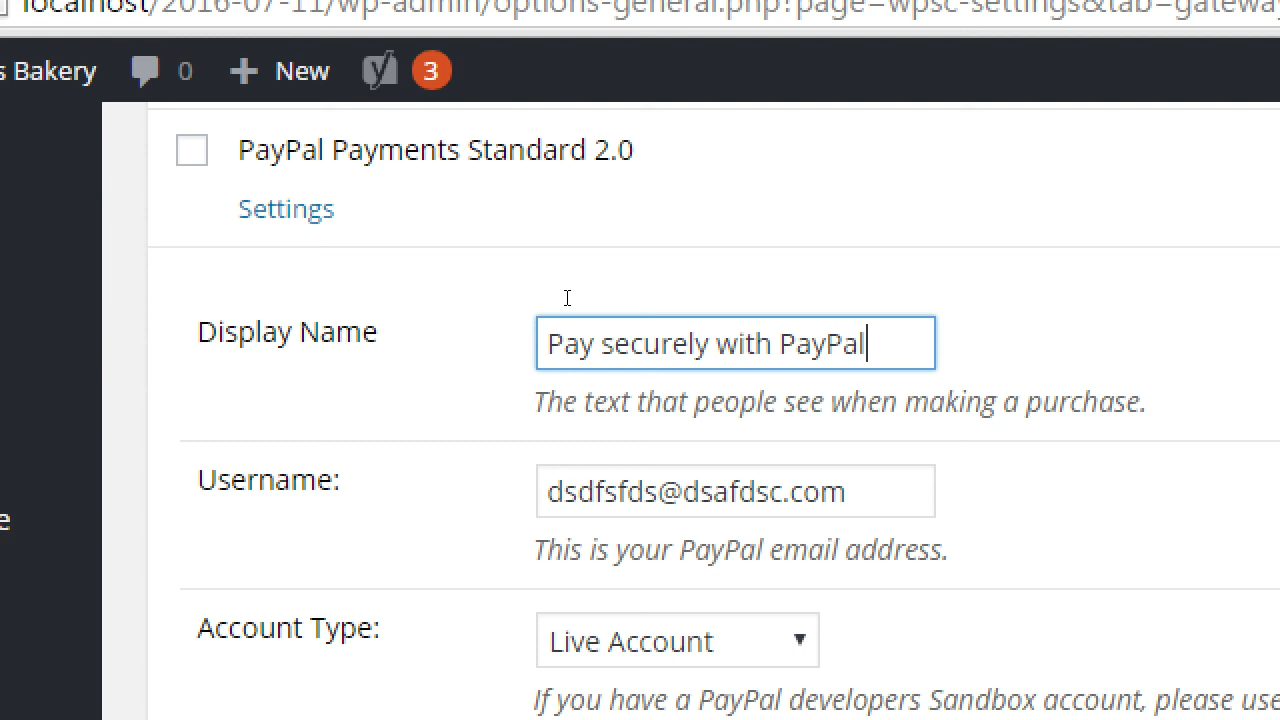 localhost/2016-07-11/wp-admin/options-general.php?page=wpsc-settings&tab=gateway
s Bakery 0 New 3
PayPal Payments Standard 2.0
Settings
Display Name
Pay securely with PayPal
The text that people see when making a purchase.
Username:
dsdfsfds@dsafdsc.com
This is your PayPal email address.
e
Account Type:
Live Account
If you have a PayPal developers Sandbox account, please use